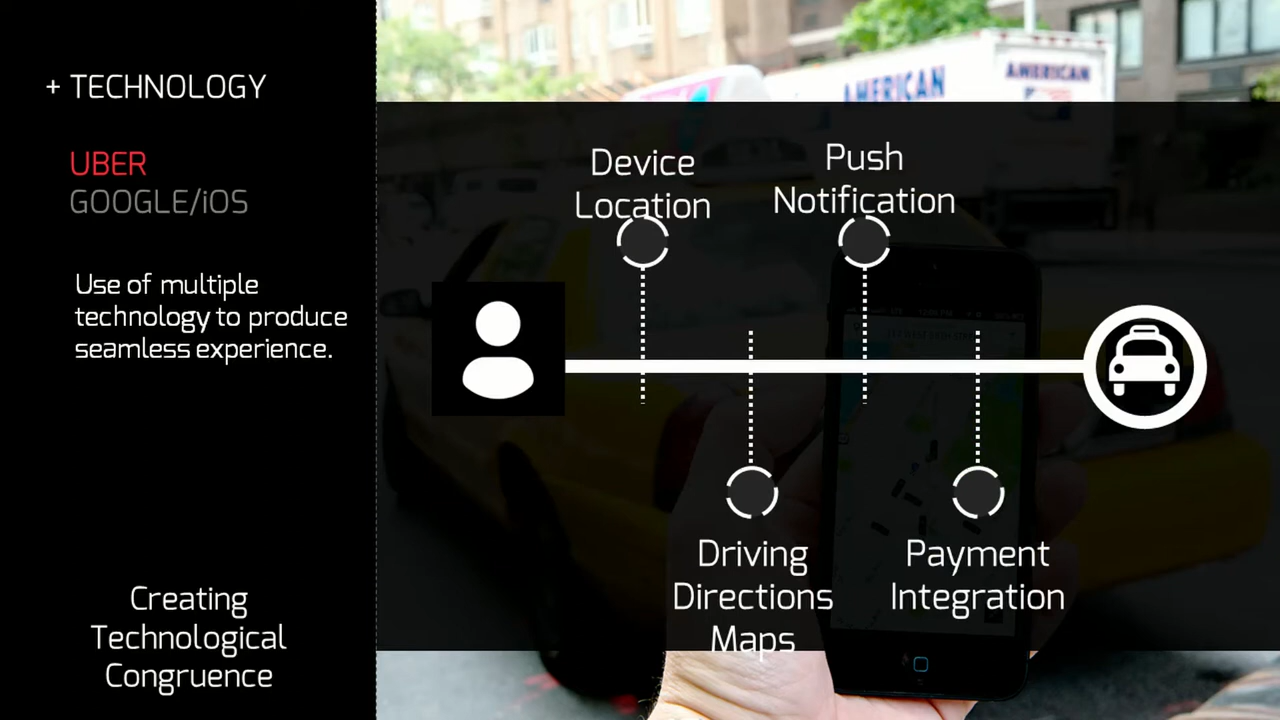 + TECHNOLOGY
UBER
GOOGLE/iOS
Use of multiple
technology to produce
seamless experience.
Creating
Technological
Congruence
AMERICAN
AMERICAN
Device
Location
Push
Notification
Driving
Directions
Maps
Payment
Integration